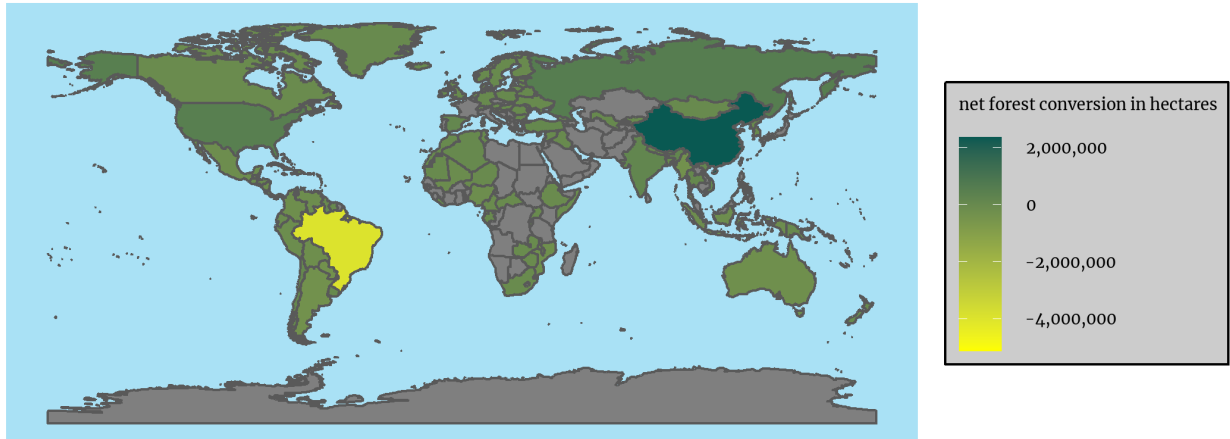 net forest conversion in hectares
2,000,000
0
−2,000,000
−4,000,000